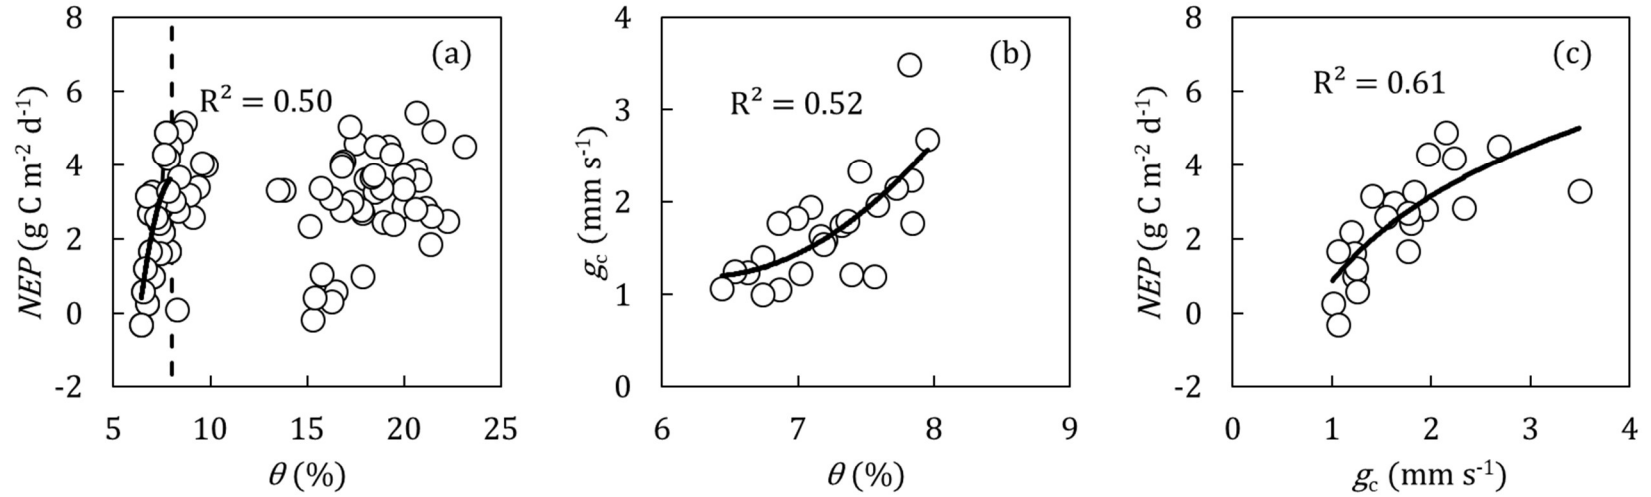 (a)
R² = 0.50
NEP (g C m⁻² d⁻¹)
8
6
4
2
0
-2
5 10 15 20 25
θ (%)
(b)
R² = 0.52
g_c (mm s⁻¹)
4
3
2
1
0
6 7 8 9
θ (%)
(c)
R² = 0.61
NEP (g C m⁻² d⁻¹)
8
6
4
2
0
-2
0 1 2 3 4
g_c (mm s⁻¹)